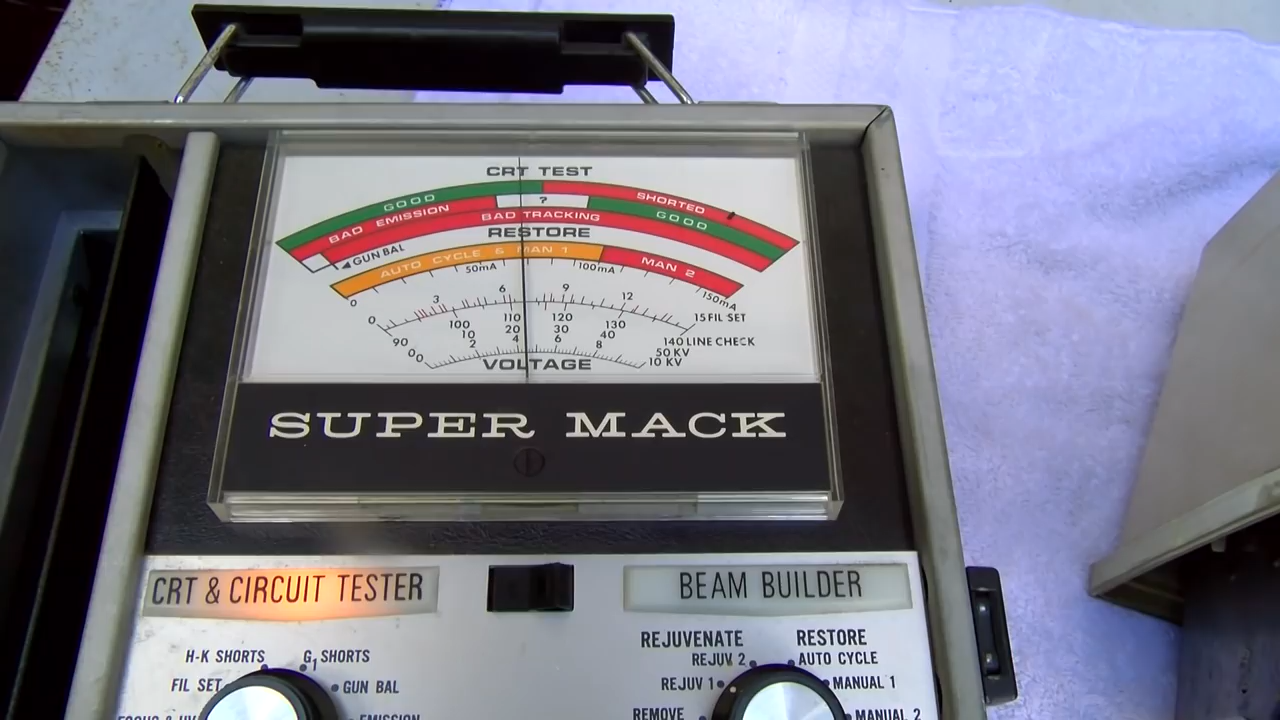 CRT TEST
GOOD SHORTED
BAD EMISSION ? GOOD
BAD TRACKING
RESTORE
GUN BAL
AUTO CYCLE & MAN 1 MAN 2
0 50mA 100mA 150mA
0 3 6 9 12 15 FIL SET
90 100 110 120 130 140 LINE CHECK
0 10 20 30 40 50 KV
0 2 4 6 8 10 KV
VOLTAGE
SUPER MACK
CRT & CIRCUIT TESTER
BEAM BUILDER
H-K SHORTS G1 SHORTS
FIL SET GUN BAL
EMISSION
REJUVENATE RESTORE
REJUV 2 AUTO CYCLE
REJUV 1 MANUAL 1
REMOVE MANUAL 2